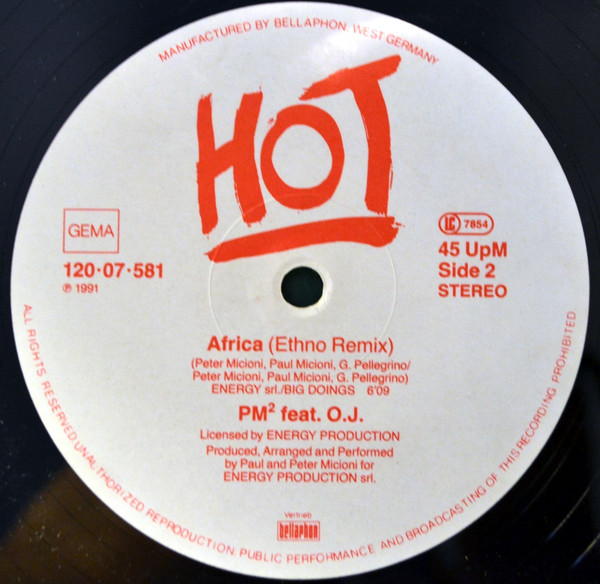 MANUFACTURED BY BELLAPHON, WEST GERMANY
HOT
GEMA
120·07·581
℗ 1991
LC 7854
45 UpM
Side 2
STEREO
Africa (Ethno Remix)
(Peter Micioni, Paul Micioni, G. Pellegrino/
Peter Micioni, Paul Micioni, G. Pellegrino)
ENERGY srl./BIG DOINGS 6'09
PM² feat. O.J.
Licensed by ENERGY PRODUCTION
Produced, Arranged and Performed
by Paul and Peter Micioni for
ENERGY PRODUCTION srl.
Vertrieb
bellaphon
ALL RIGHTS RESERVED. UNAUTHORIZED REPRODUCTION, PUBLIC PERFORMANCE AND BROADCASTING OF THIS RECORDING PROHIBITED